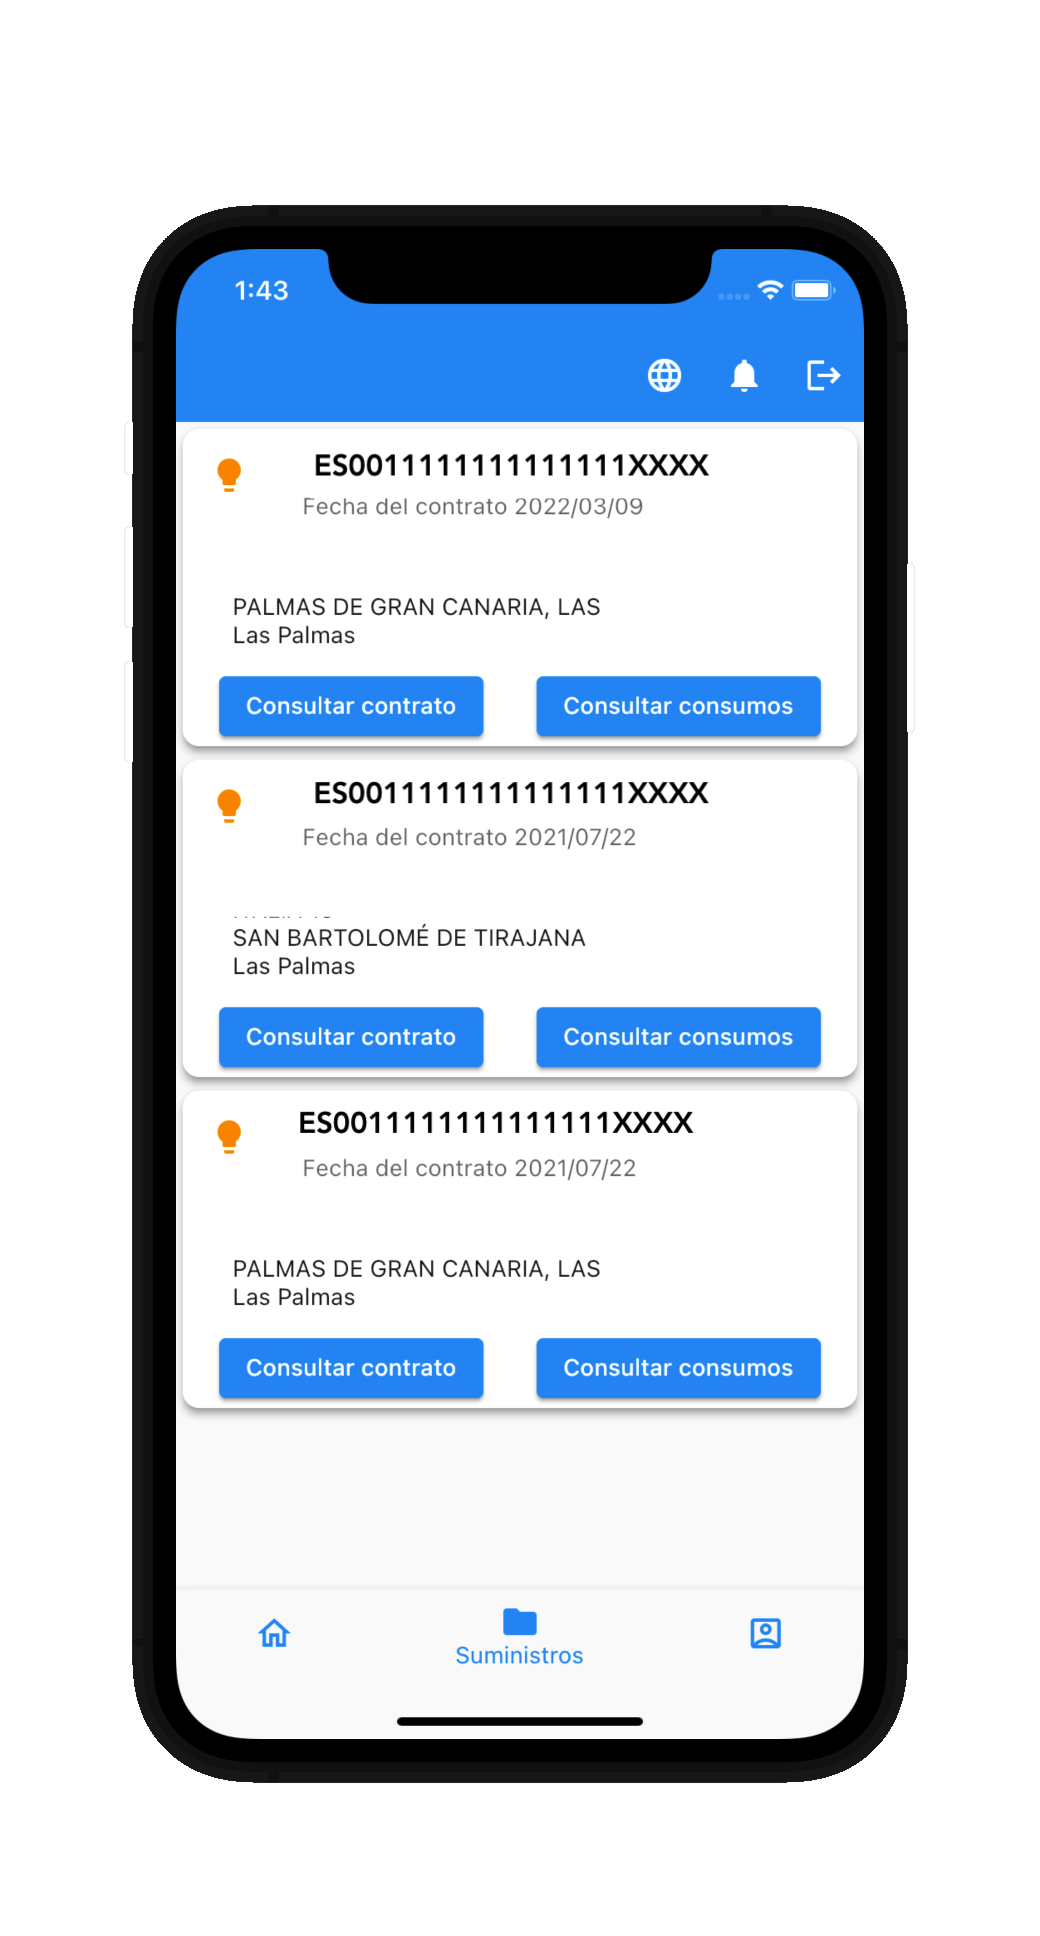 1:43
ES0011111111111111XXXX
Fecha del contrato 2022/03/09
PALMAS DE GRAN CANARIA, LAS
Las Palmas
Consultar contrato Consultar consumos
ES0011111111111111XXXX
Fecha del contrato 2021/07/22
SAN BARTOLOMÉ DE TIRAJANA
Las Palmas
Consultar contrato Consultar consumos
ES0011111111111111XXXX
Fecha del contrato 2021/07/22
PALMAS DE GRAN CANARIA, LAS
Las Palmas
Consultar contrato Consultar consumos
Suministros